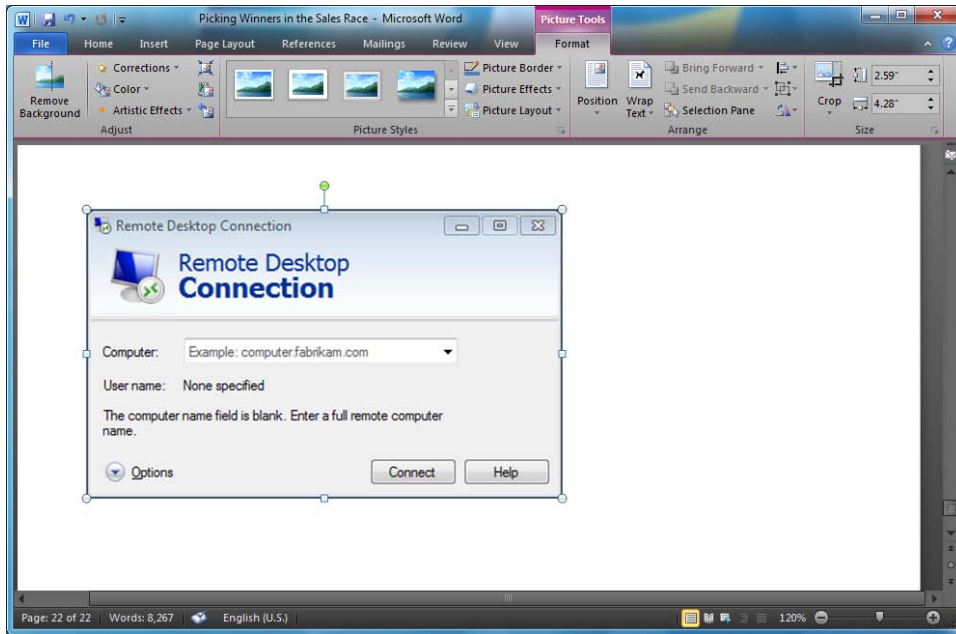 Picking Winners in the Sales Race - Microsoft Word
Picture Tools
File Home Insert Page Layout References Mailings Review View Format
Remove Background
Corrections
Color
Artistic Effects
Adjust
Picture Styles
Picture Border
Picture Effects
Picture Layout
Position
Wrap Text
Bring Forward
Send Backward
Selection Pane
Arrange
Crop
2.59"
4.28"
Size
Remote Desktop Connection
Remote Desktop
Connection
Computer: Example: computer.fabrikam.com
User name: None specified
The computer name field is blank. Enter a full remote computer
name.
Options Connect Help
Page: 22 of 22 Words: 8,267 English (U.S.) 120%